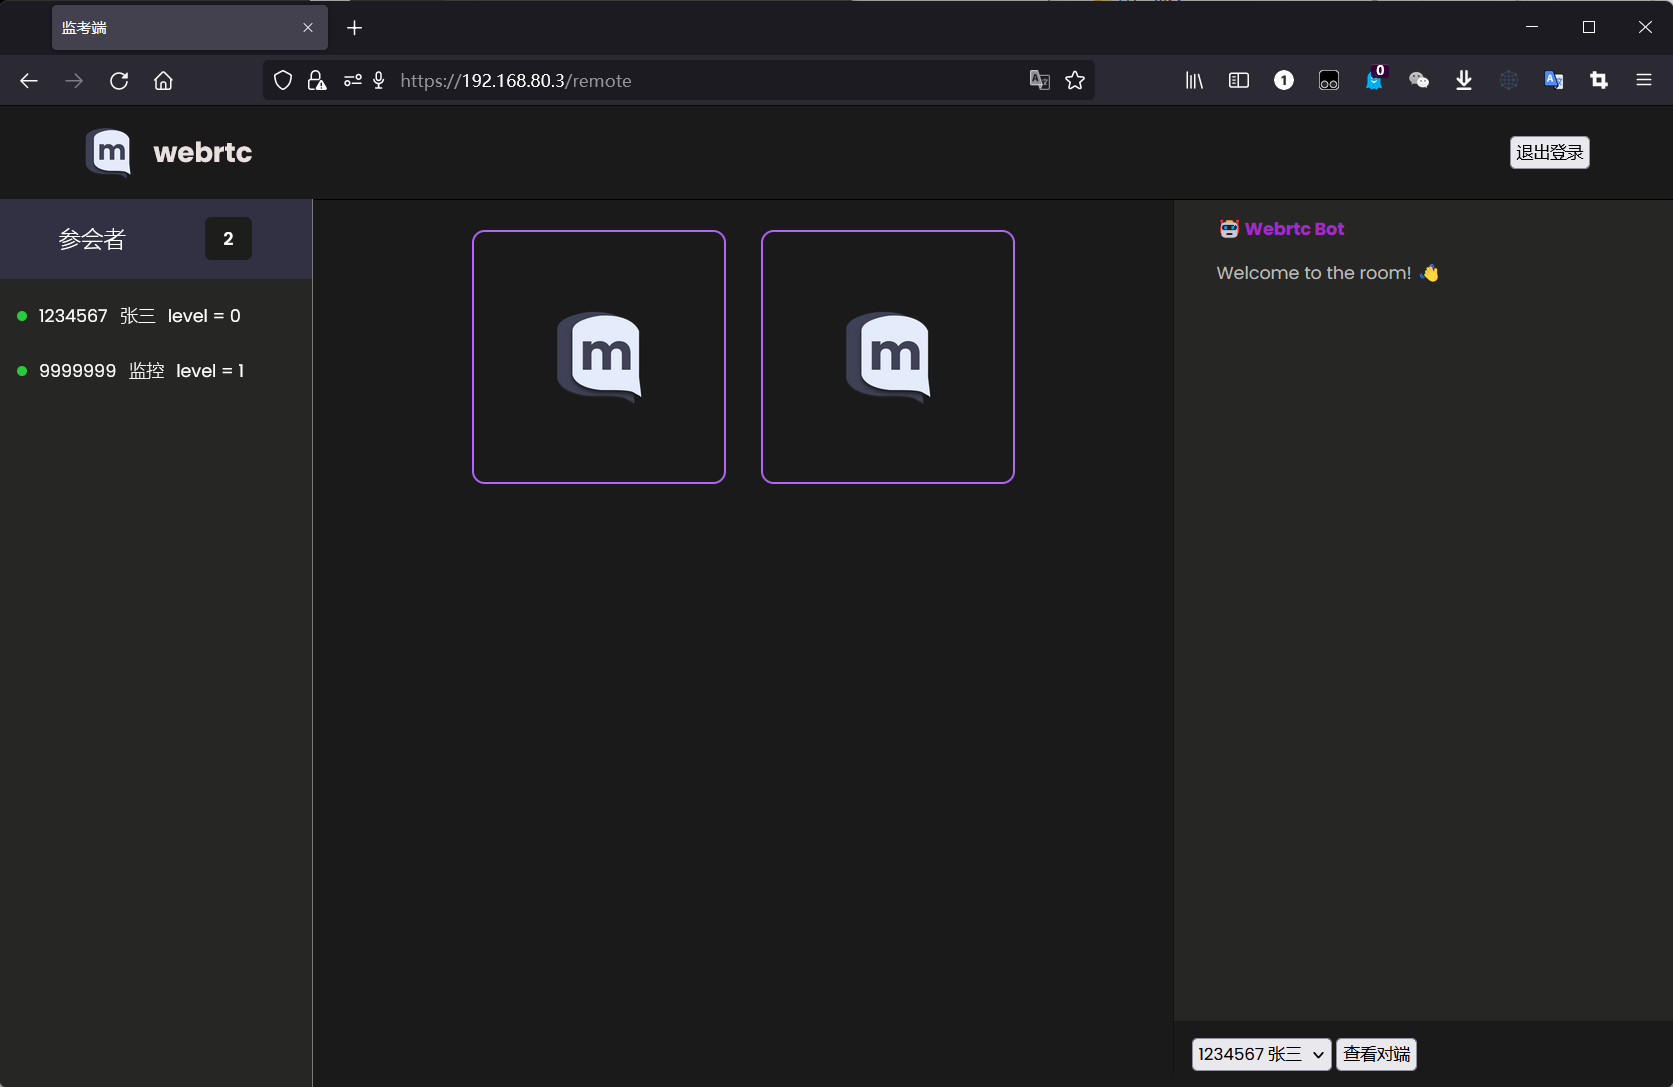 监考端
https://192.168.80.3/remote
1
0
m webrtc
退出登录
参会者 2
1234567 张三 level = 0
9999999 监控 level = 1
m
m
Webrtc Bot
Welcome to the room! 👋
1234567 张三
查看对端